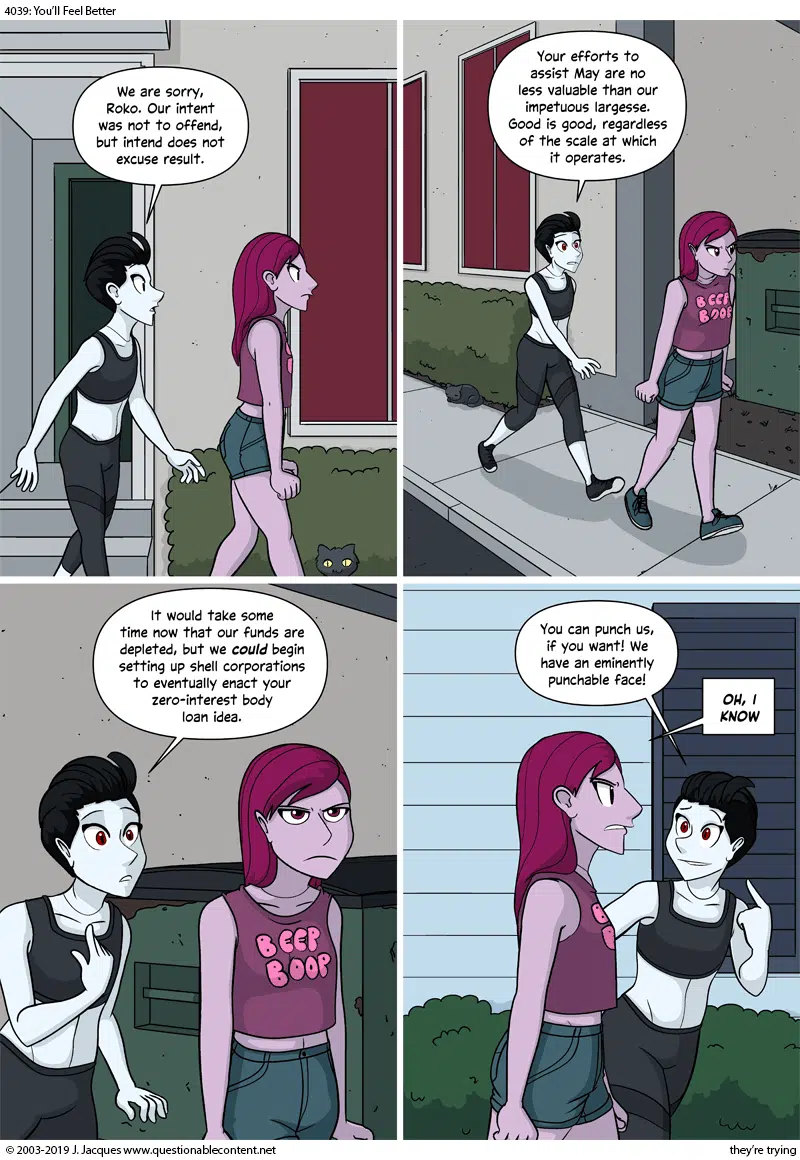 4039: You'll Feel Better
We are sorry,
Roko. Our intent
was not to offend,
but intend does not
excuse result.
Your efforts to
assist May are no
less valuable than our
impetuous largesse.
Good is good, regardless
of the scale at which
it operates.
BEEP
BOOP
It would take some
time now that our funds are
depleted, but we could begin
setting up shell corporations
to eventually enact your
zero-interest body
loan idea.
BEEP
BOOP
You can punch us,
if you want! We
have an eminently
punchable face!
OH, I
KNOW
© 2003-2019 J. Jacques www.questionablecontent.net
they're trying